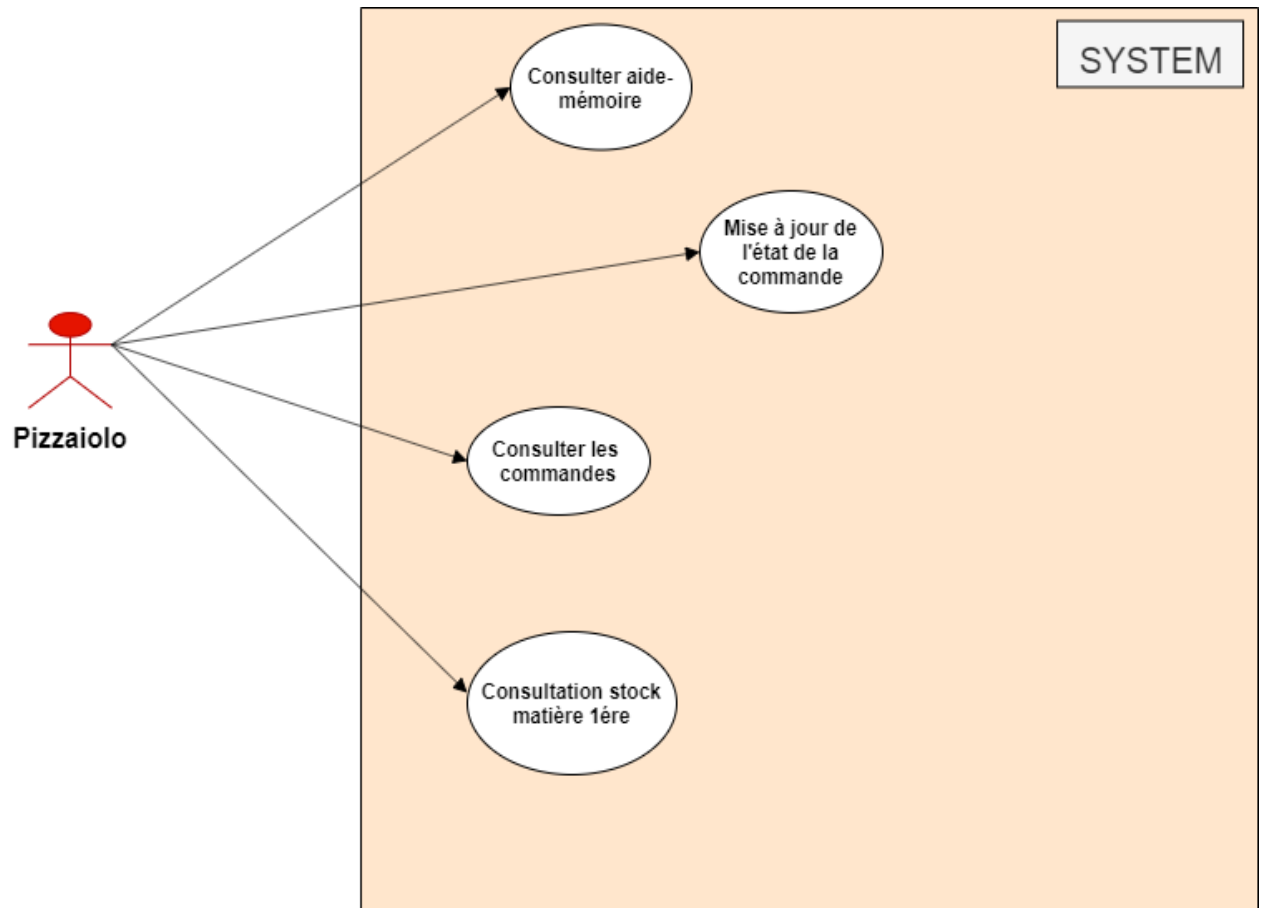 SYSTEM
Consulter aide-
mémoire
Mise à jour de
l'état de la
commande
Pizzaiolo
Consulter les
commandes
Consultation stock
matière 1ére